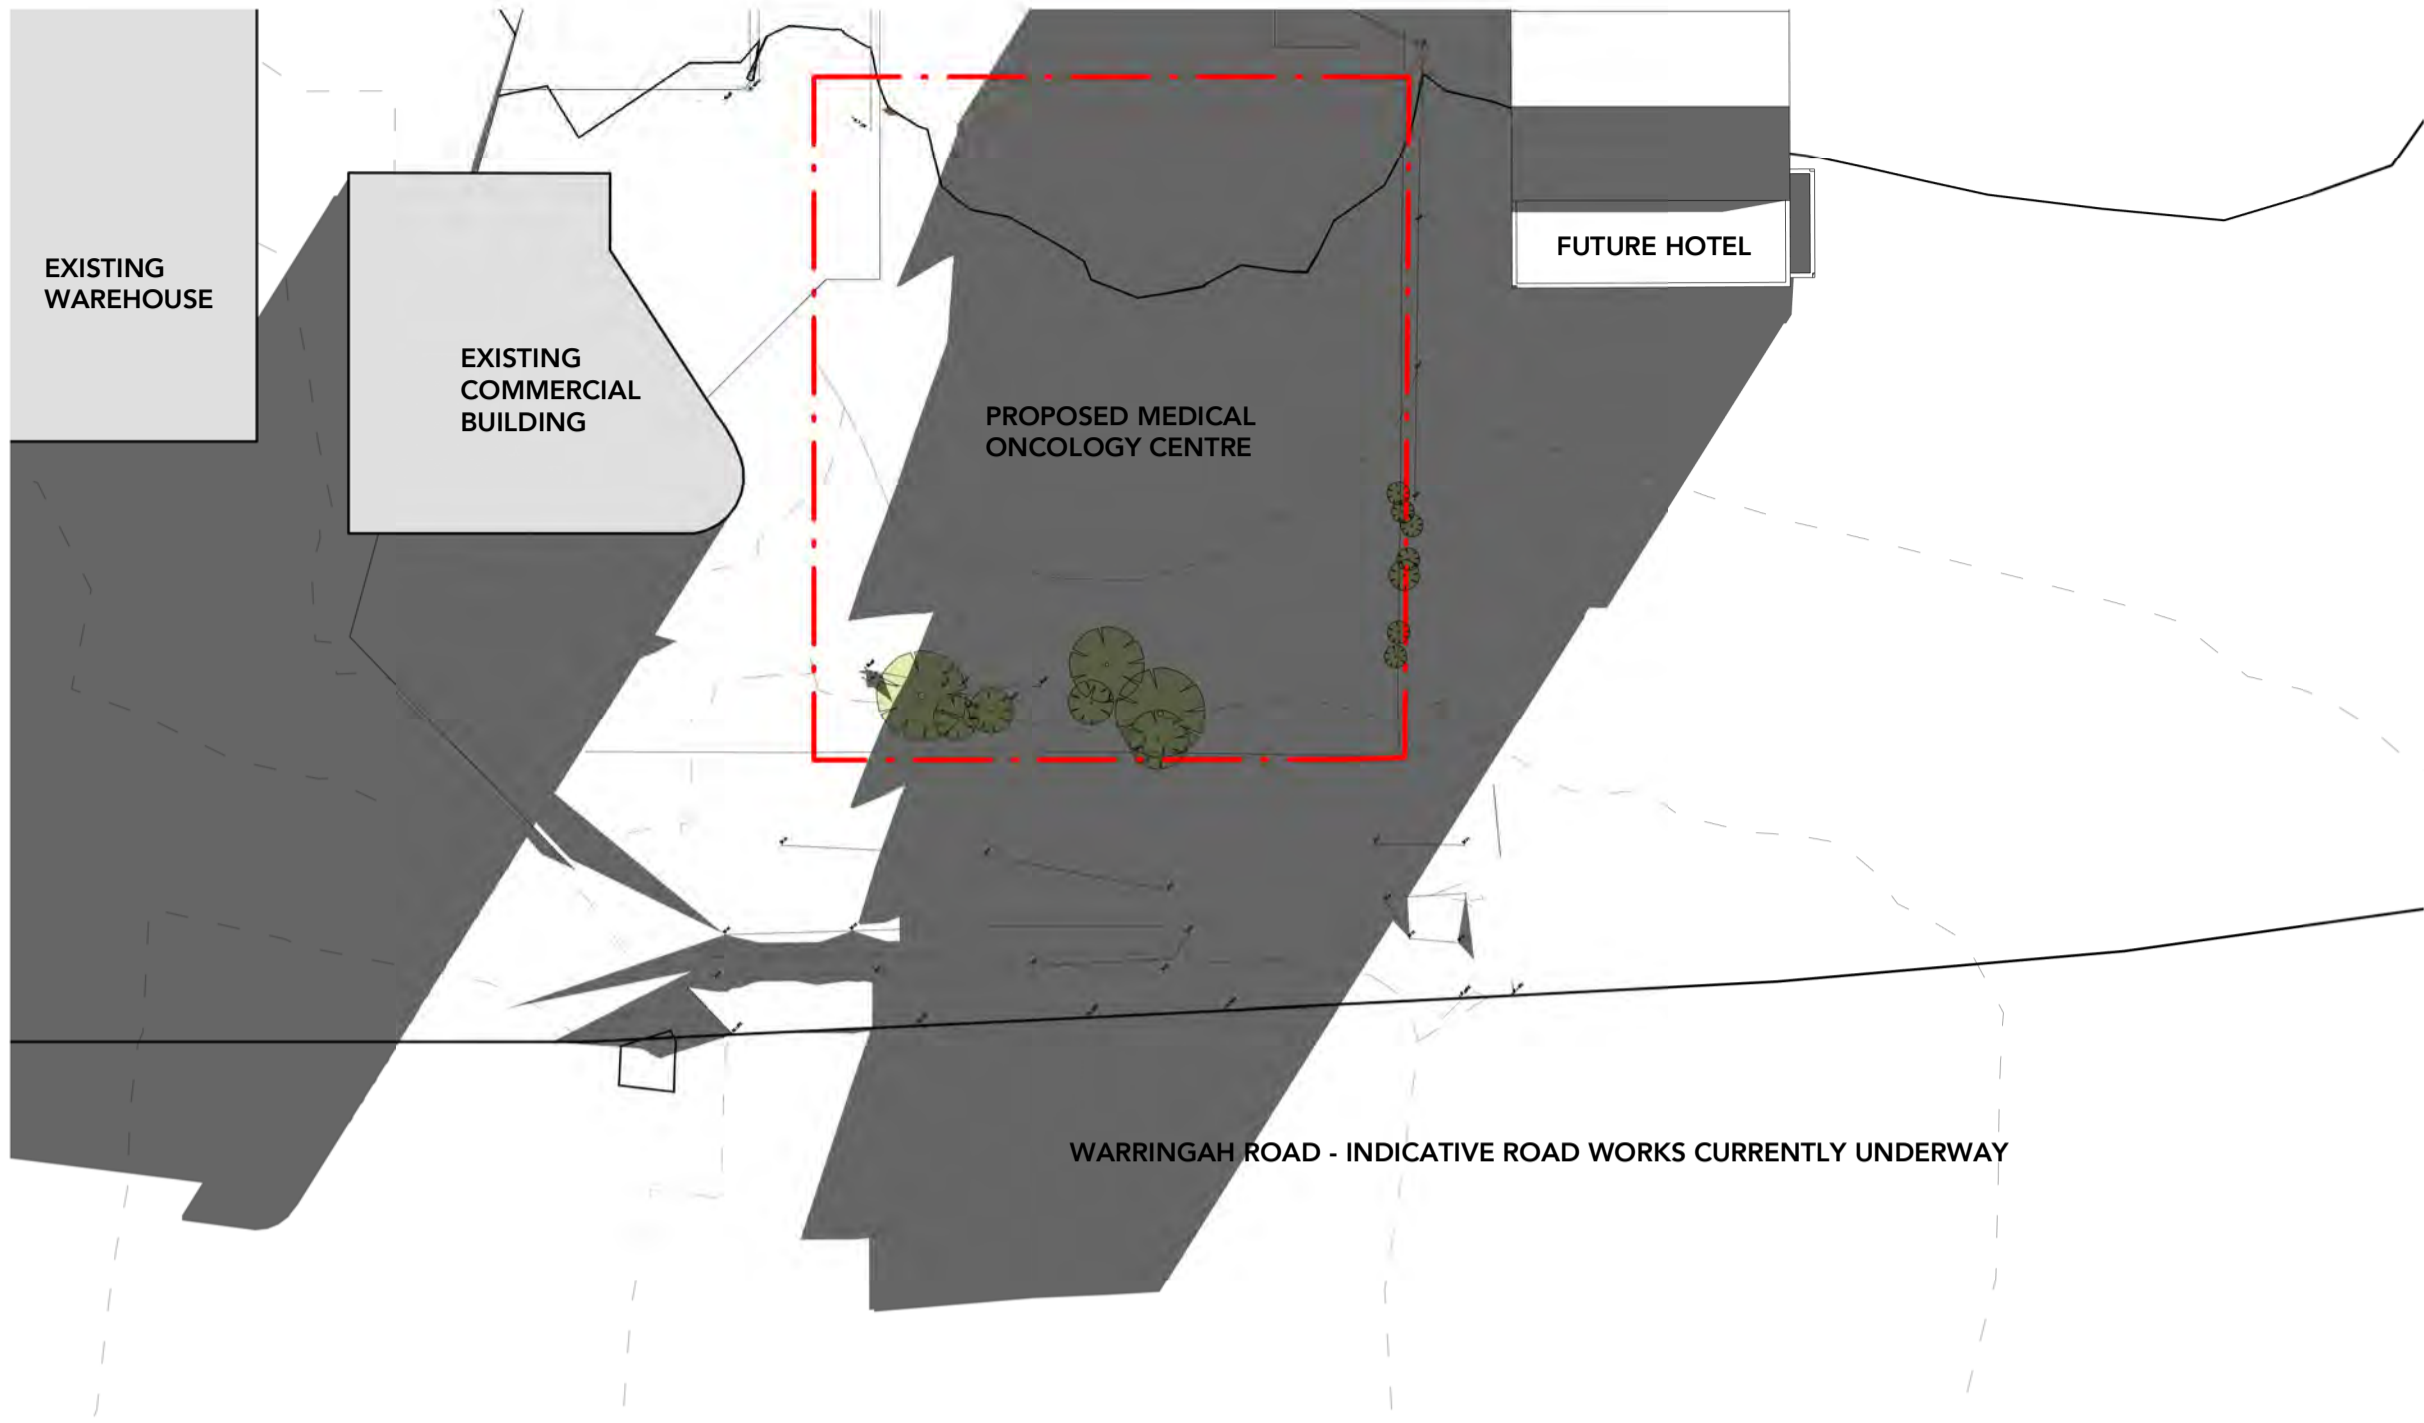 EXISTING
WAREHOUSE
EXISTING
COMMERCIAL
BUILDING
PROPOSED MEDICAL
ONCOLOGY CENTRE
FUTURE HOTEL
WARRINGAH ROAD - INDICATIVE ROAD WORKS CURRENTLY UNDERWAY